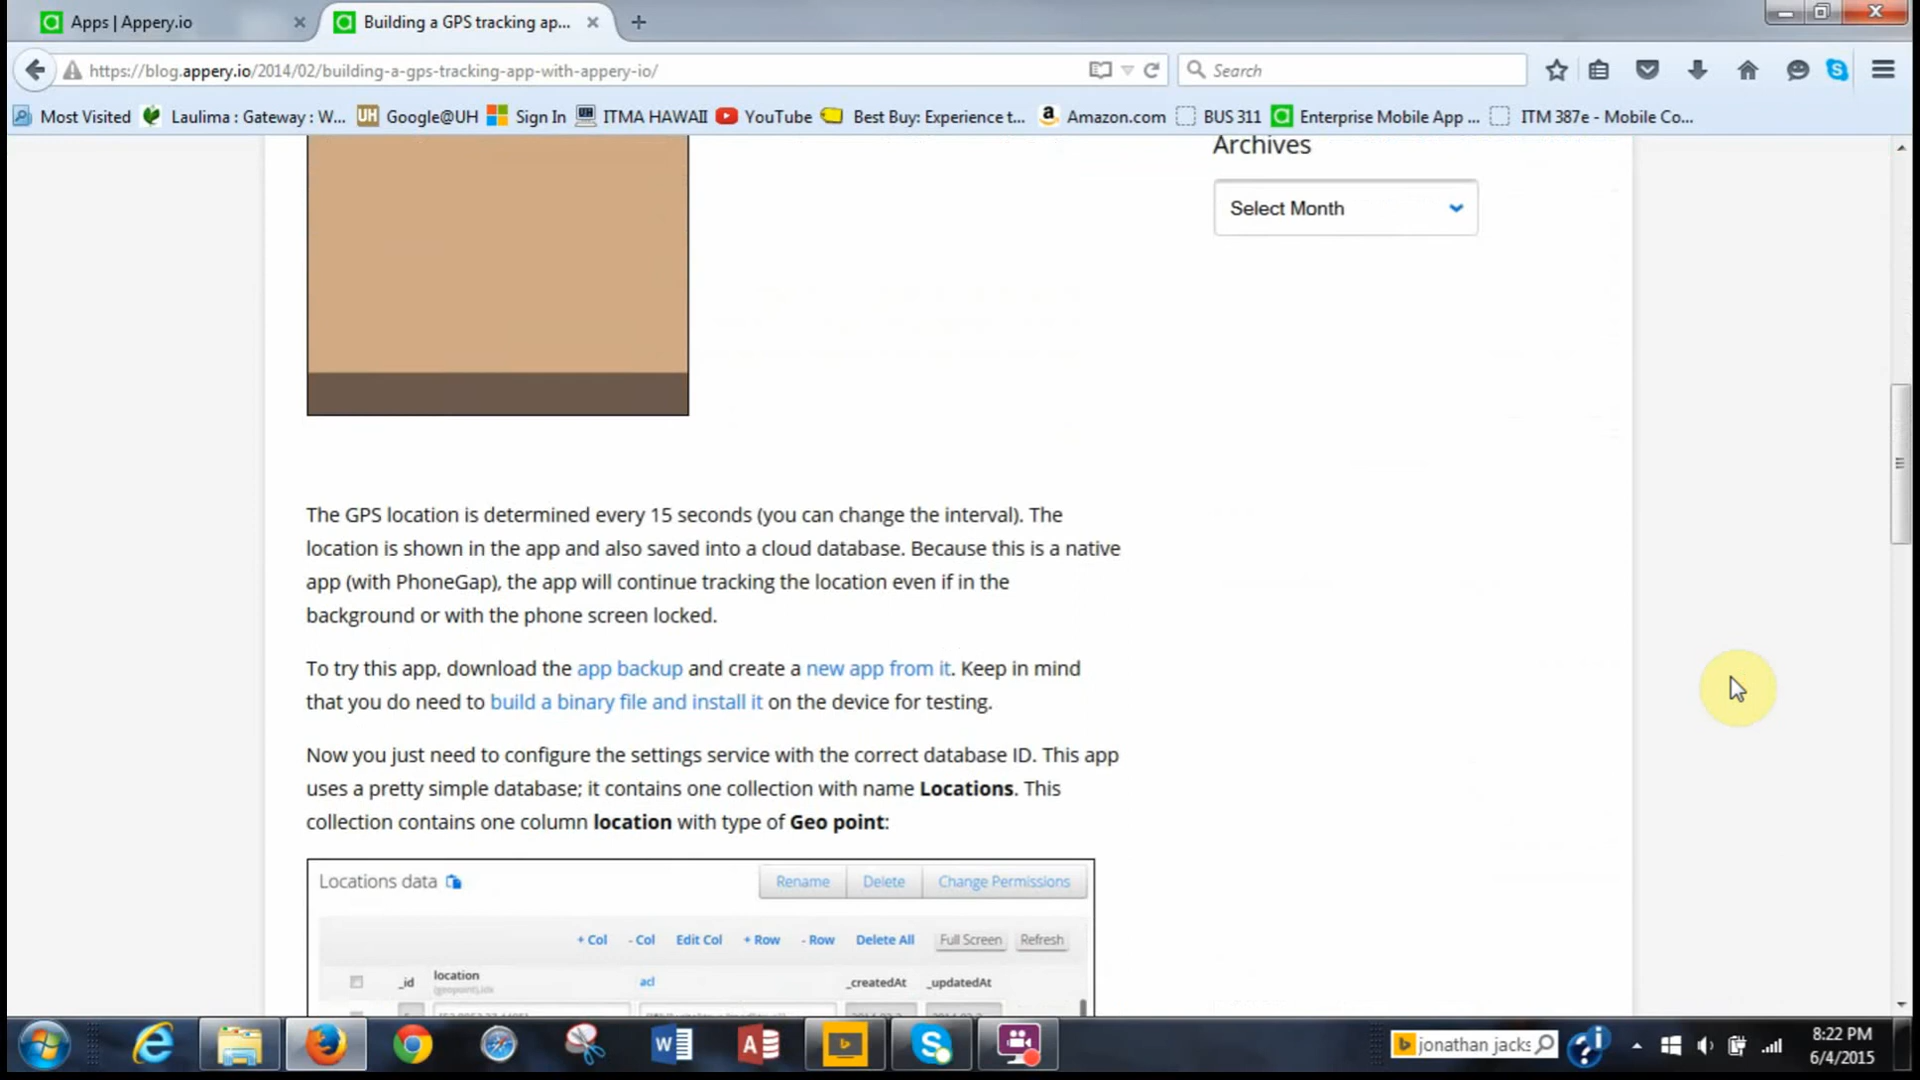 Apps | Appery.io
Building a GPS tracking ap...
https://blog.appery.io/2014/02/building-a-gps-tracking-app-with-appery-io/
Search
Most Visited
Laulima : Gateway : W...
UH Google@UH
Sign In
ITMA HAWAII
YouTube
Best Buy: Experience t...
Amazon.com
BUS 311
Enterprise Mobile App ...
ITM 387e - Mobile Co...
Archives
Select Month
The GPS location is determined every 15 seconds (you can change the interval). The
location is shown in the app and also saved into a cloud database. Because this is a native
app (with PhoneGap), the app will continue tracking the location even if in the
background or with the phone screen locked.
To try this app, download the app backup and create a new app from it. Keep in mind
that you do need to build a binary file and install it on the device for testing.
Now you just need to configure the settings service with the correct database ID. This app
uses a pretty simple database; it contains one collection with name Locations. This
collection contains one column location with type of Geo point:
Locations data
Rename Delete Change Permissions
+ Col - Col Edit Col + Row - Row Delete All Full Screen Refresh
_id location acl _createdAt _updatedAt
jonathan jacks
8:22 PM
6/4/2015